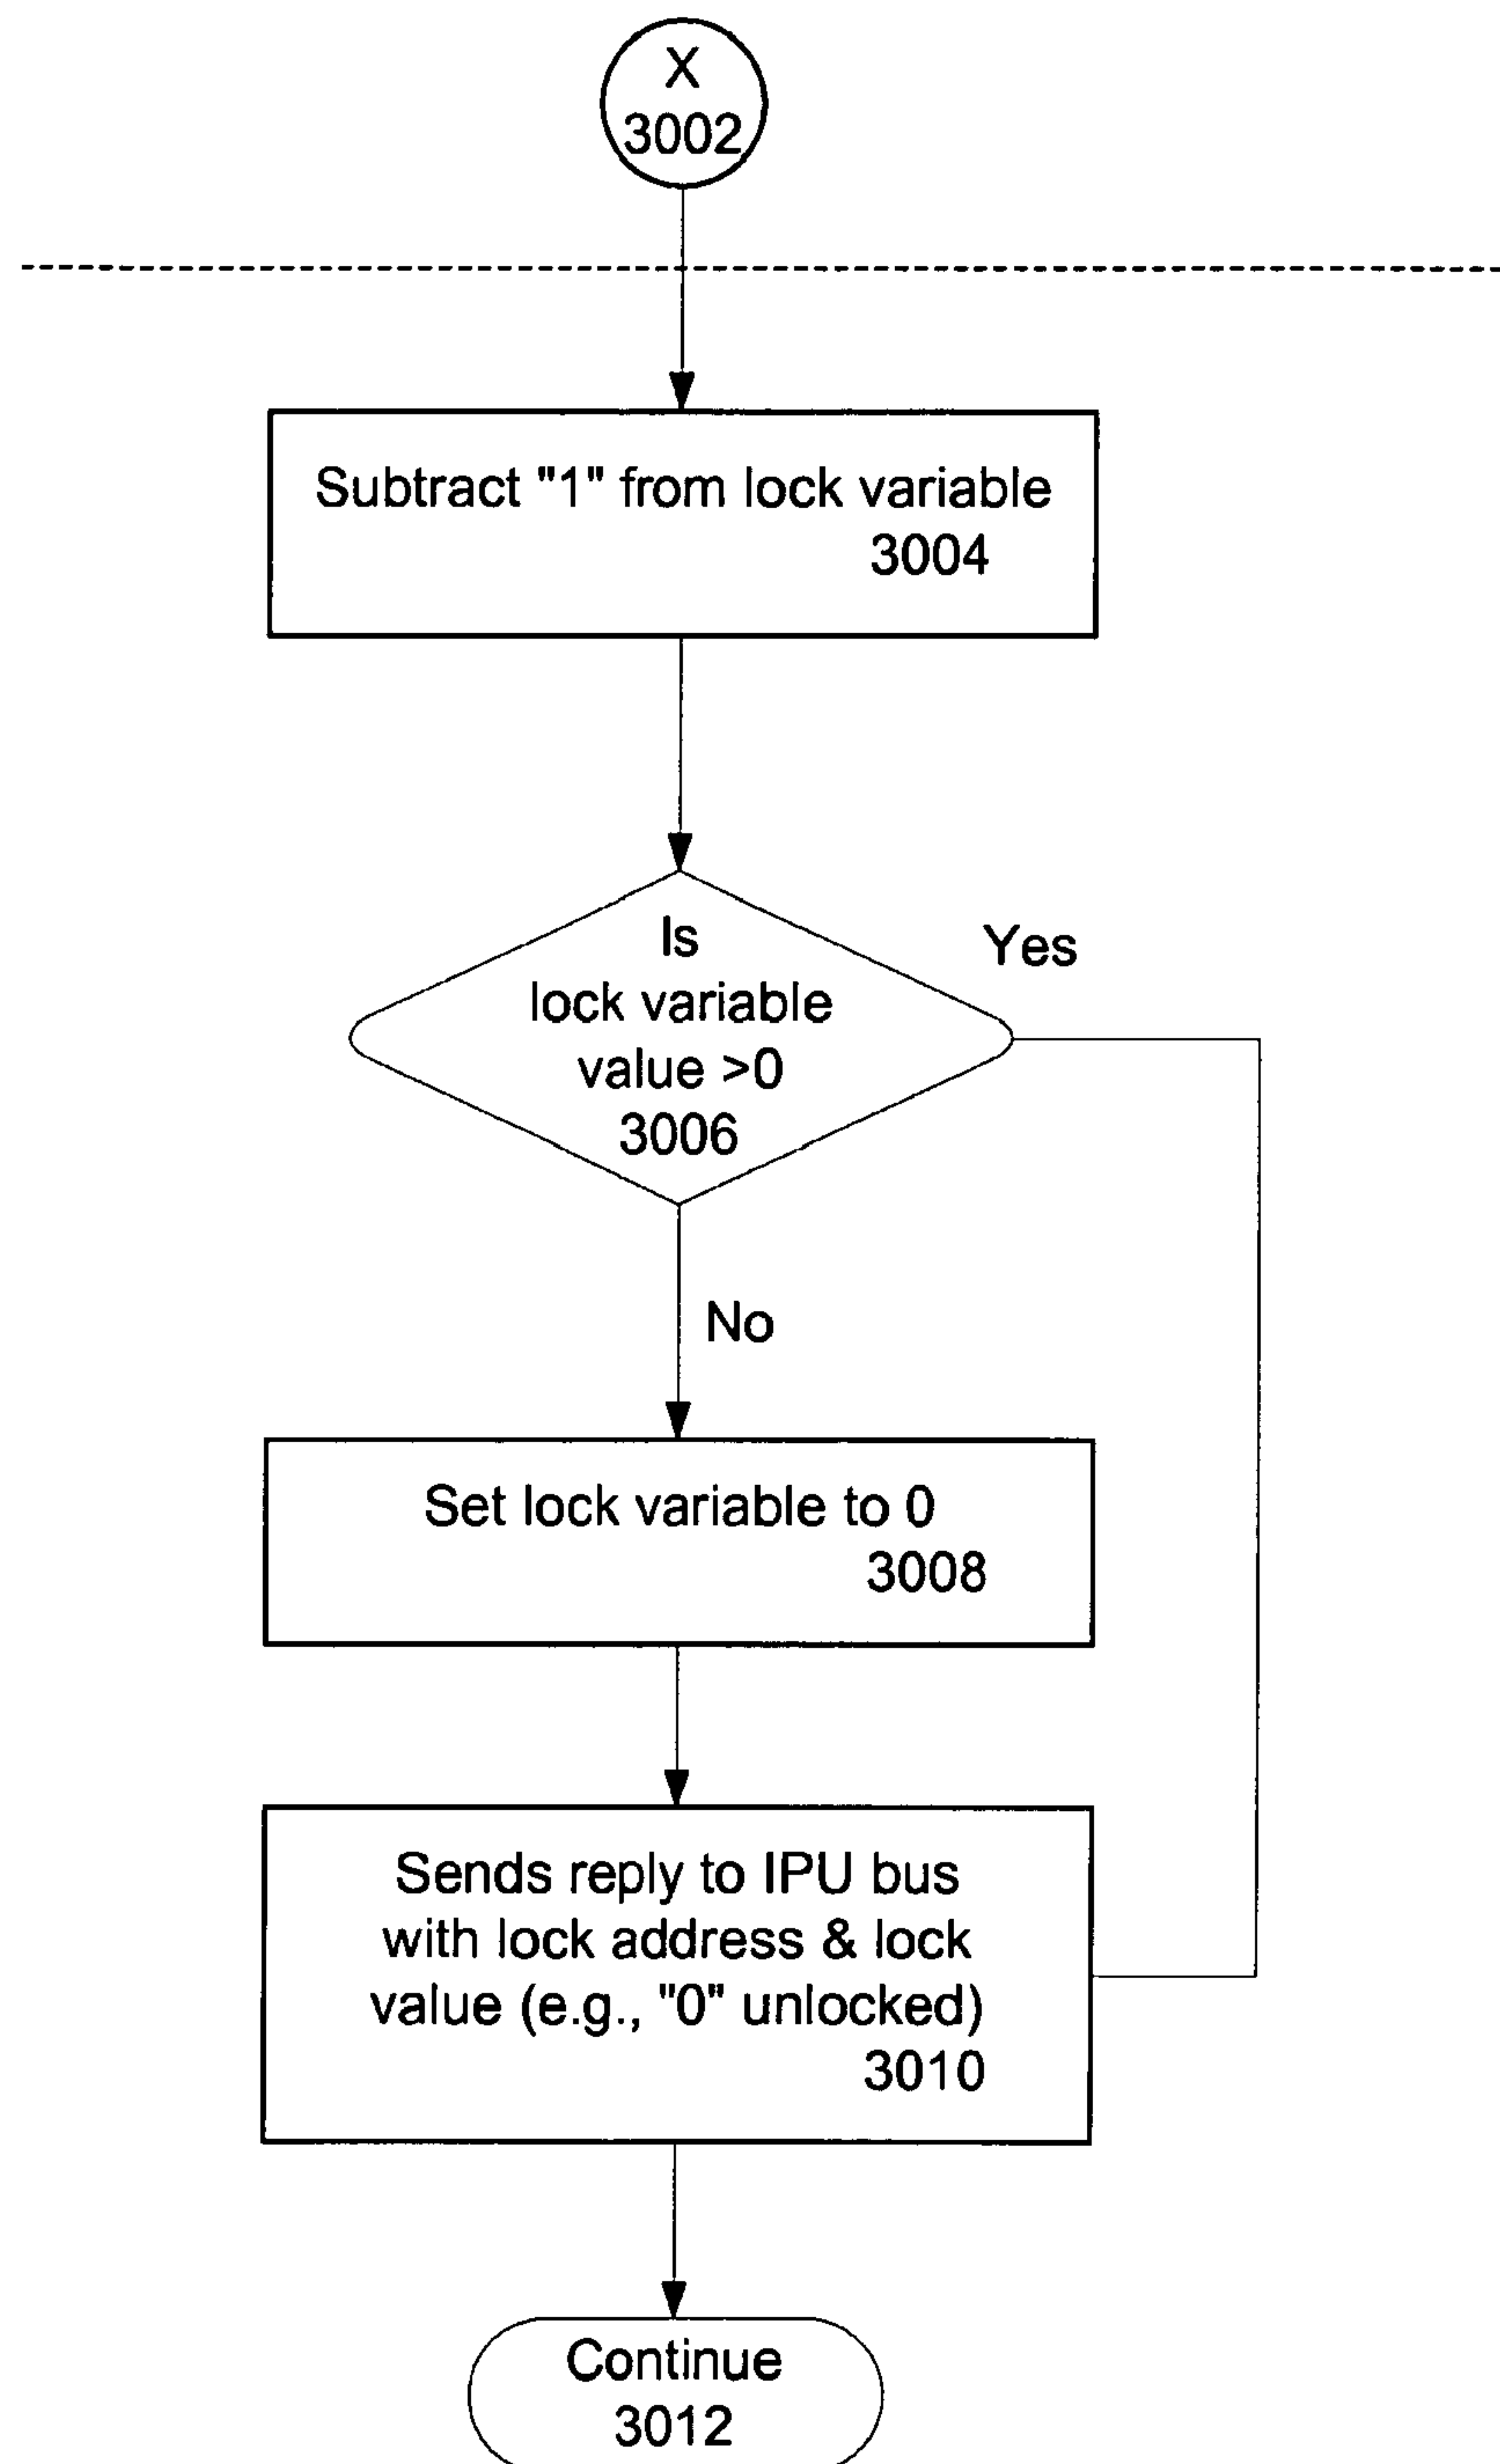 X
3002
Subtract "1" from lock variable
3004
Is
lock variable
value >0
3006
Yes
No
Set lock variable to 0
3008
Sends reply to IPU bus
with lock address & lock
value (e.g., "0" unlocked)
3010
Continue
3012